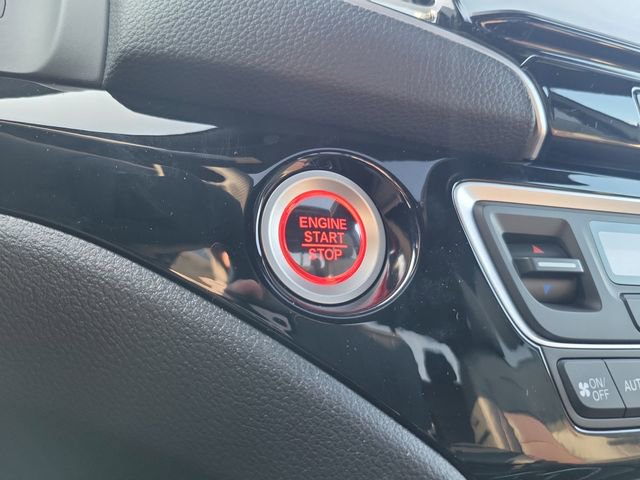 ENGINE
START
STOP
ON/
OFF
AUT